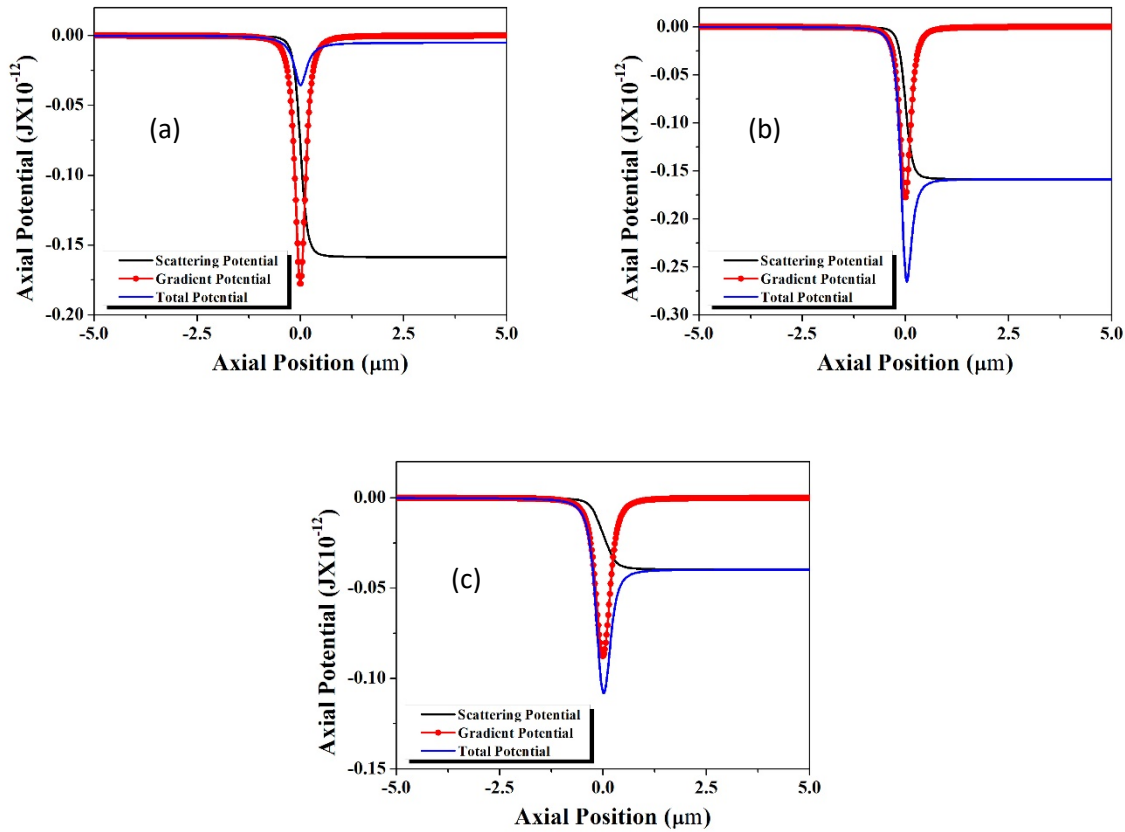 0.00
-0.05
-0.10
-0.15
-0.20
Axial Potential (JX10⁻¹²)
(a)
Scattering Potential
Gradient Potential
Total Potential
-5.0 -2.5 0.0 2.5 5.0
Axial Position (μm)
0.00
-0.05
-0.10
-0.15
-0.20
-0.25
-0.30
Axial Potential (JX10⁻¹²)
(b)
Scattering Potential
Gradient Potential
Total Potential
-5.0 -2.5 0.0 2.5 5.0
Axial Position (μm)
0.00
-0.05
-0.10
-0.15
Axial Potential (JX10⁻¹²)
(c)
Scattering Potential
Gradient Potential
Total Potential
-5.0 -2.5 0.0 2.5 5.0
Axial Position (μm)